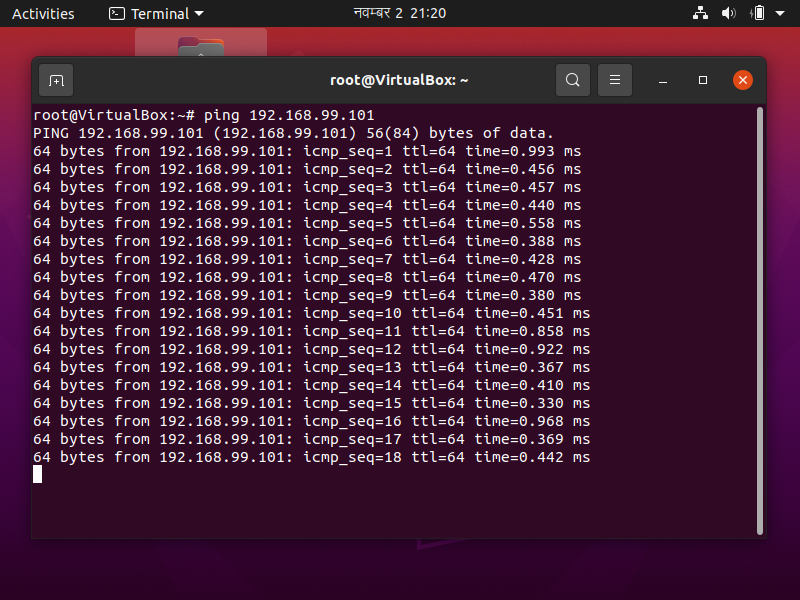 Activities Terminal नवम्बर 2 21:20
root@VirtualBox: ~
root@VirtualBox:~# ping 192.168.99.101
PING 192.168.99.101 (192.168.99.101) 56(84) bytes of data.
64 bytes from 192.168.99.101: icmp_seq=1 ttl=64 time=0.993 ms
64 bytes from 192.168.99.101: icmp_seq=2 ttl=64 time=0.456 ms
64 bytes from 192.168.99.101: icmp_seq=3 ttl=64 time=0.457 ms
64 bytes from 192.168.99.101: icmp_seq=4 ttl=64 time=0.440 ms
64 bytes from 192.168.99.101: icmp_seq=5 ttl=64 time=0.558 ms
64 bytes from 192.168.99.101: icmp_seq=6 ttl=64 time=0.388 ms
64 bytes from 192.168.99.101: icmp_seq=7 ttl=64 time=0.428 ms
64 bytes from 192.168.99.101: icmp_seq=8 ttl=64 time=0.470 ms
64 bytes from 192.168.99.101: icmp_seq=9 ttl=64 time=0.380 ms
64 bytes from 192.168.99.101: icmp_seq=10 ttl=64 time=0.451 ms
64 bytes from 192.168.99.101: icmp_seq=11 ttl=64 time=0.858 ms
64 bytes from 192.168.99.101: icmp_seq=12 ttl=64 time=0.922 ms
64 bytes from 192.168.99.101: icmp_seq=13 ttl=64 time=0.367 ms
64 bytes from 192.168.99.101: icmp_seq=14 ttl=64 time=0.410 ms
64 bytes from 192.168.99.101: icmp_seq=15 ttl=64 time=0.330 ms
64 bytes from 192.168.99.101: icmp_seq=16 ttl=64 time=0.968 ms
64 bytes from 192.168.99.101: icmp_seq=17 ttl=64 time=0.369 ms
64 bytes from 192.168.99.101: icmp_seq=18 ttl=64 time=0.442 ms